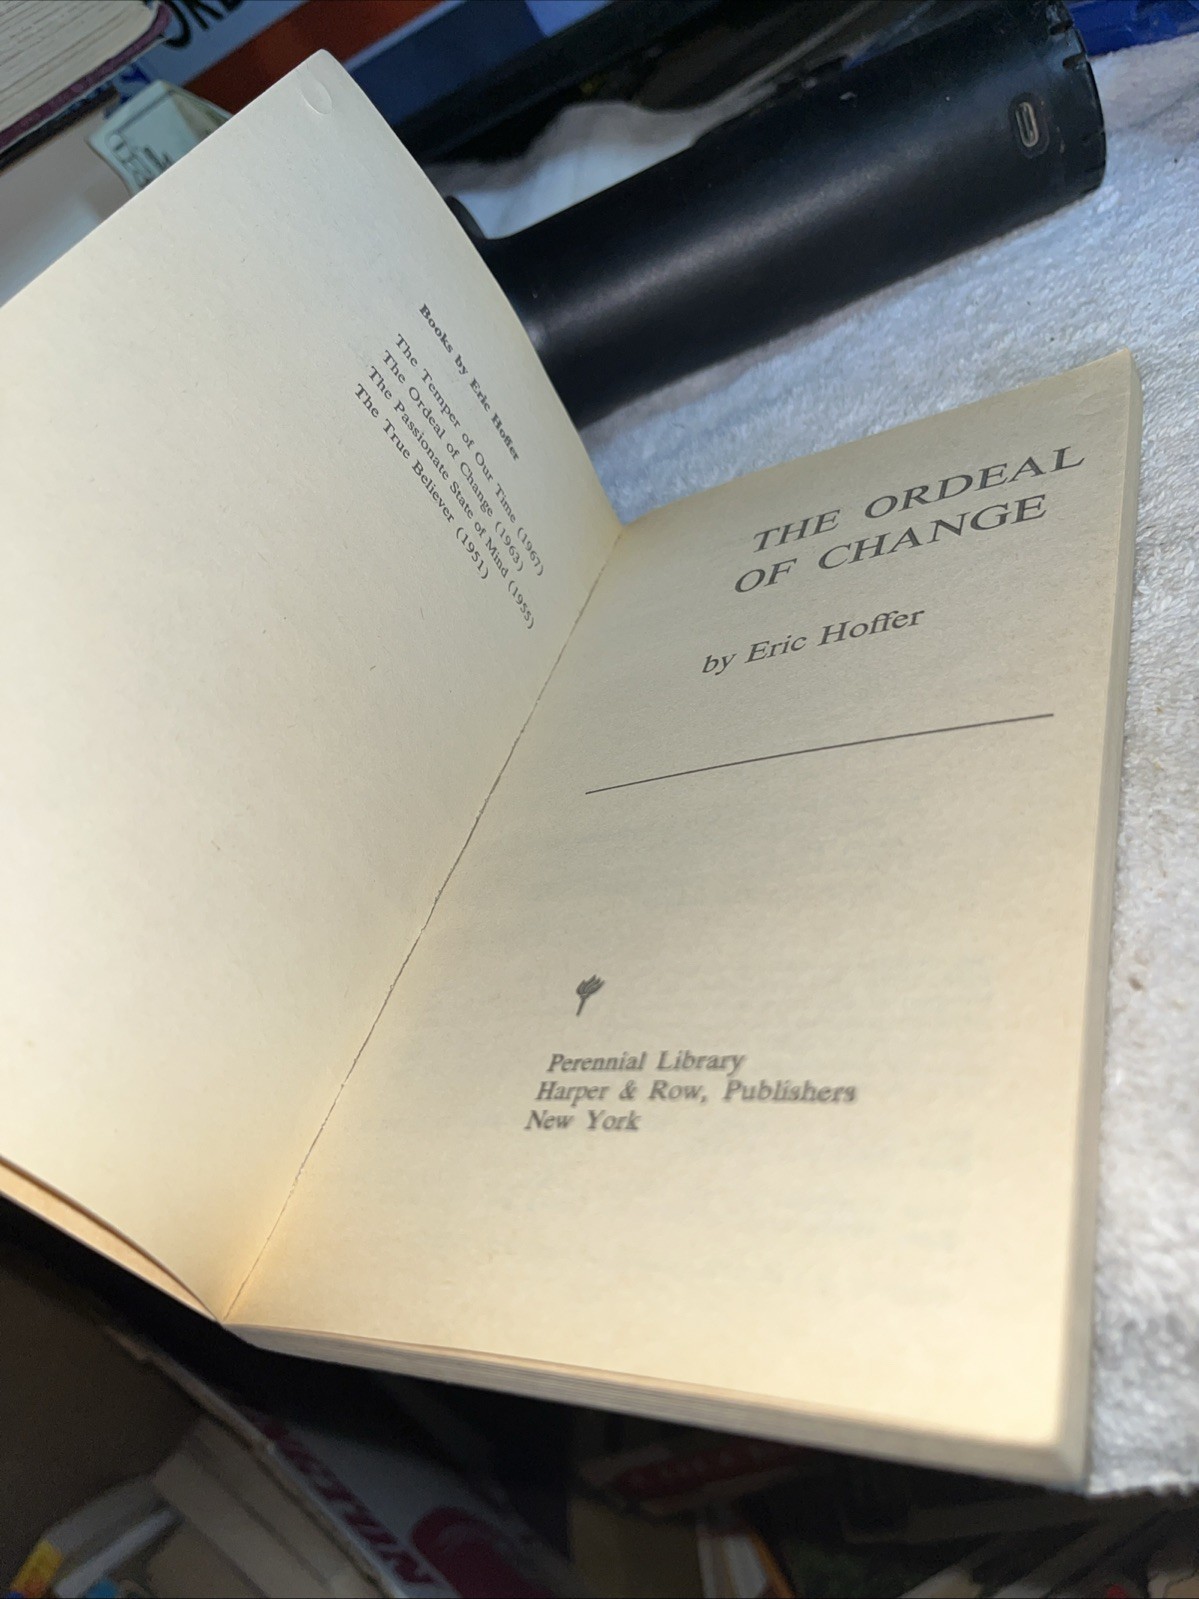 Books by Eric Hoffer
The Temper of Our Time (1967)
The Ordeal of Change (1963)
The Passionate State of Mind (1955)
The True Believer (1951)
THE ORDEAL
OF CHANGE
by Eric Hoffer
Perennial Library
Harper & Row, Publishers
New York